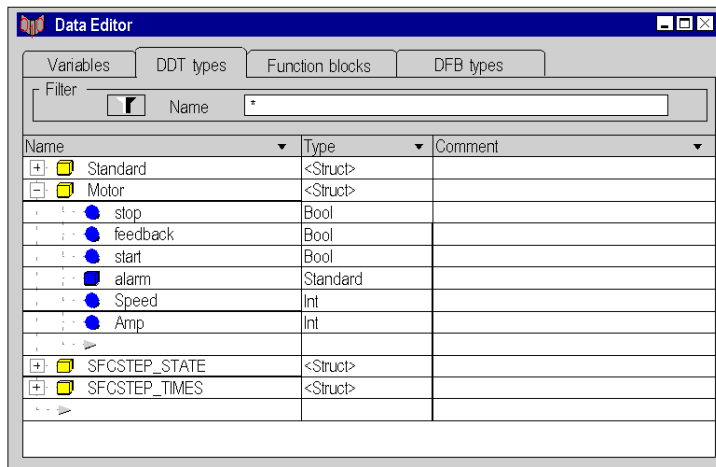 Data Editor
Variables DDT types Function blocks DFB types
Filter
Name *
Name Type Comment
Standard <Struct>
Motor <Struct>
stop Bool
feedback Bool
start Bool
alarm Standard
Speed Int
Amp Int
SFCSTEP_STATE <Struct>
SFCSTEP_TIMES <Struct>